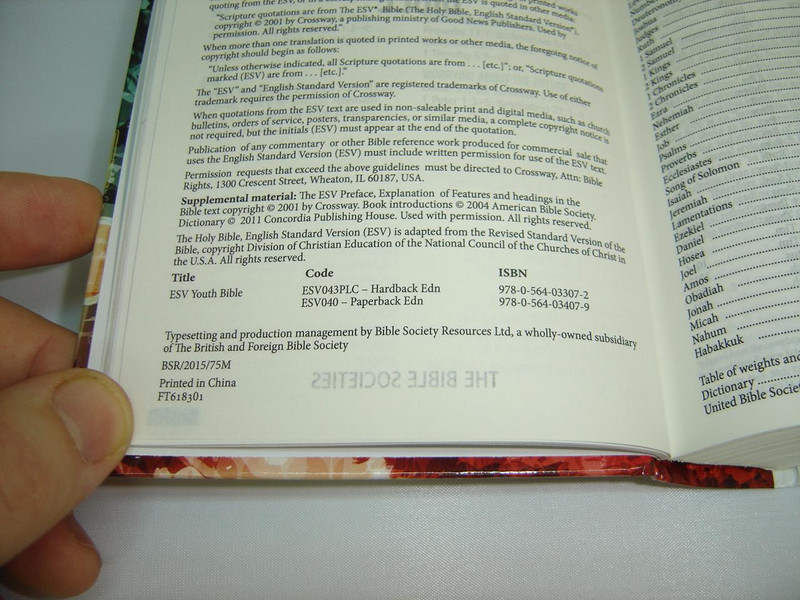 quoting from the ESV, or
"Scripture quotations are from The ESV® Bible (The Holy Bible, English Standard Version®),
copyright © 2001 by Crossway, a publishing ministry of Good News Publishers. Used by
permission. All rights reserved."
When more than one translation is quoted in printed works or other media, the foregoing notice of
copyright should begin as follows:
"Unless otherwise indicated, all Scripture quotations are from . . . [etc.]"; or, "Scripture quotations
marked (ESV) are from . . . [etc.]."
The "ESV" and "English Standard Version" are registered trademarks of Crossway. Use of either
trademark requires the permission of Crossway.
When quotations from the ESV text are used in non-saleable print and digital media, such as church
bulletins, orders of service, posters, transparencies, or similar media, a complete copyright notice is
not required, but the initials (ESV) must appear at the end of the quotation.
Publication of any commentary or other Bible reference work produced for commercial sale that
uses the English Standard Version (ESV) must include written permission for use of the ESV text.
Permission requests that exceed the above guidelines must be directed to Crossway, Attn: Bible
Rights, 1300 Crescent Street, Wheaton, IL 60187, USA.
Supplemental material: The ESV Preface, Explanation of Features and headings in the
Bible text copyright © 2001 by Crossway. Book introductions © 2004 American Bible Society.
Dictionary © 2011 Concordia Publishing House. Used with permission. All rights reserved.
The Holy Bible, English Standard Version (ESV) is adapted from the Revised Standard Version of the
Bible, copyright Division of Christian Education of the National Council of the Churches of Christ in
the U.S.A. All rights reserved.
Title Code ISBN
ESV Youth Bible ESV043PLC – Hardback Edn 978-0-564-03307-2
ESV040 – Paperback Edn 978-0-564-03407-9
Typesetting and production management by Bible Society Resources Ltd, a wholly-owned subsidiary
of The British and Foreign Bible Society
BSR/2015/75M
Printed in China
FT618301
THE BIBLE SOCIETIES
Joshua
Judges
Ruth
1 Samuel
2 Samuel
1 Kings
2 Kings
1 Chronicles
2 Chronicles
Ezra
Nehemiah
Esther
Job
Psalms
Proverbs
Ecclesiastes
Song of Solomon
Isaiah
Jeremiah
Lamentations
Ezekiel
Daniel
Hosea
Joel
Amos
Obadiah
Jonah
Micah
Nahum
Habakkuk
Table of weights and
Dictionary
United Bible Socie